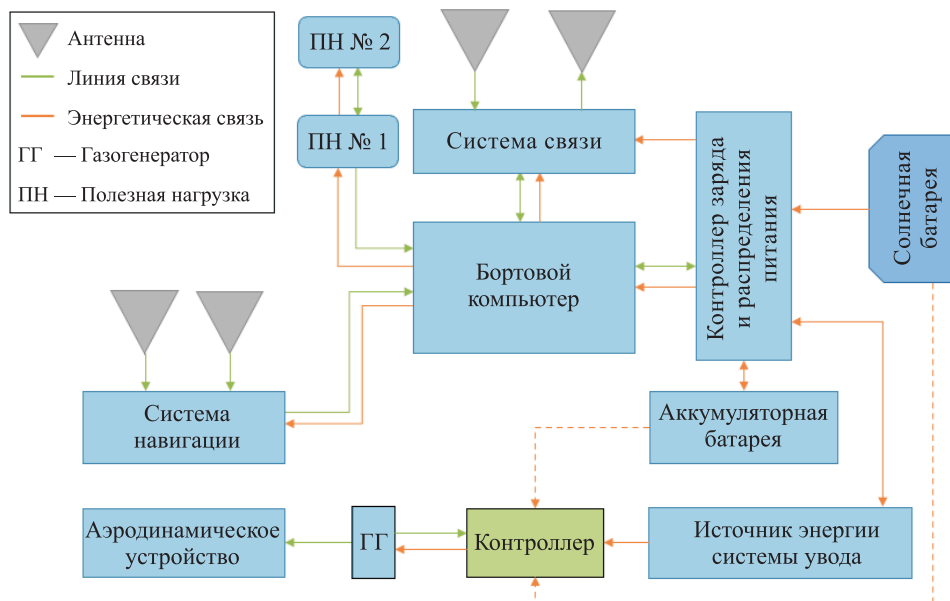 Антенна
Линия связи
Энергетическая связь
ГГ — Газогенератор
ПН — Полезная нагрузка
ПН № 2
ПН № 1
Система связи
Контроллер заряда
и распределения
питания
Солнечная
батарея
Бортовой
компьютер
Система
навигации
Аккумуляторная
батарея
Аэродинамическое
устройство
ГГ
Контроллер
Источник энергии
системы увода